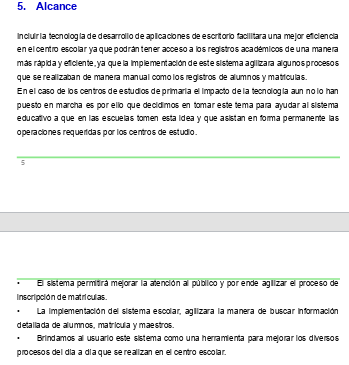 5. Alcance
Incluir la tecnología de desarrollo de aplicaciones de escritorio facilitara una mejor eficiencia
en el centro escolar ya que podrán tener acceso a los registros académicos de una manera
más rápida y eficiente, ya que la implementación de este sistema agilizara algunos procesos
que se realizaban de manera manual como los registros de alumnos y matriculas.
En el caso de los centros de estudios de primaria el impacto de la tecnología aun no lo han
puesto en marcha es por ello que decidimos en tomar este tema para ayudar al sistema
educativo a que en las escuelas tomen esta idea y que asistan en forma permanente las
operaciones requeridas por los centros de estudio.
5
• El sistema permitirá mejorar la atención al público y por ende agilizar el proceso de
inscripción de matriculas.
• La implementación del sistema escolar, agilizara la manera de buscar información
detallada de alumnos, matricula y maestros.
• Brindamos al usuario este sistema como una herramienta para mejorar los diversos
procesos del día a día que se realizan en el centro escolar.